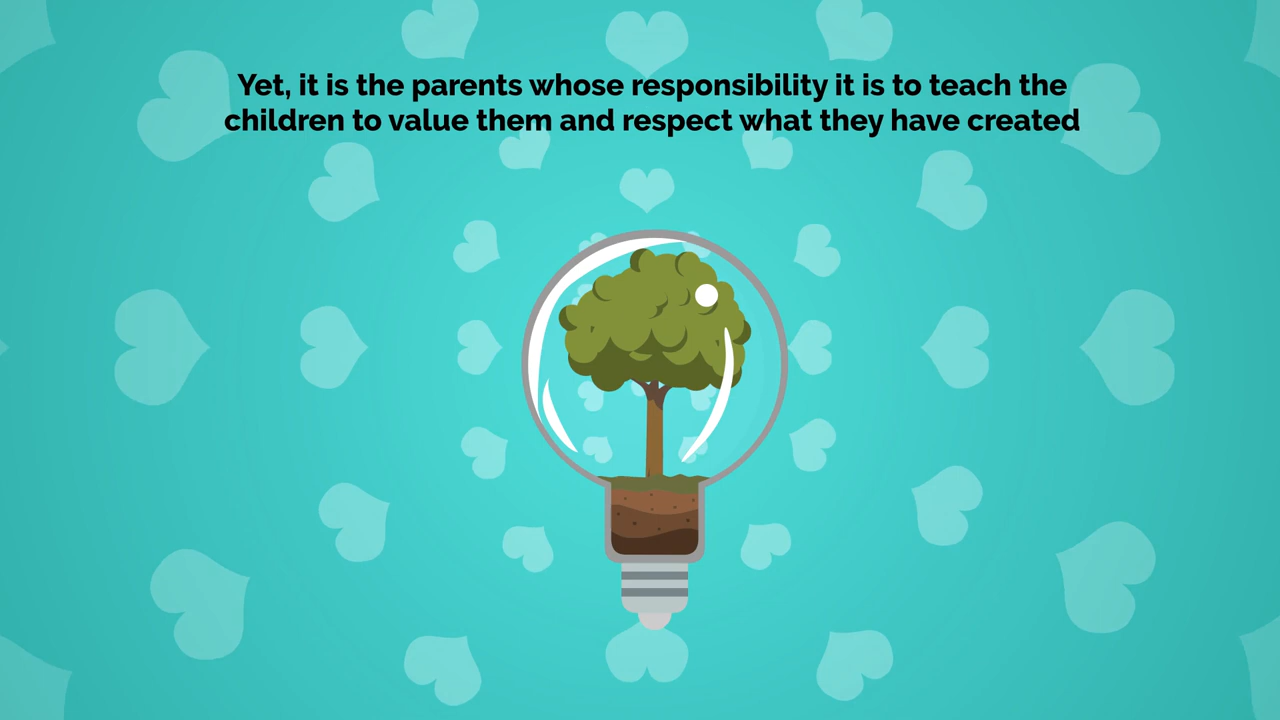 Yet, it is the parents whose responsibility it is to teach the
children to value them and respect what they have created